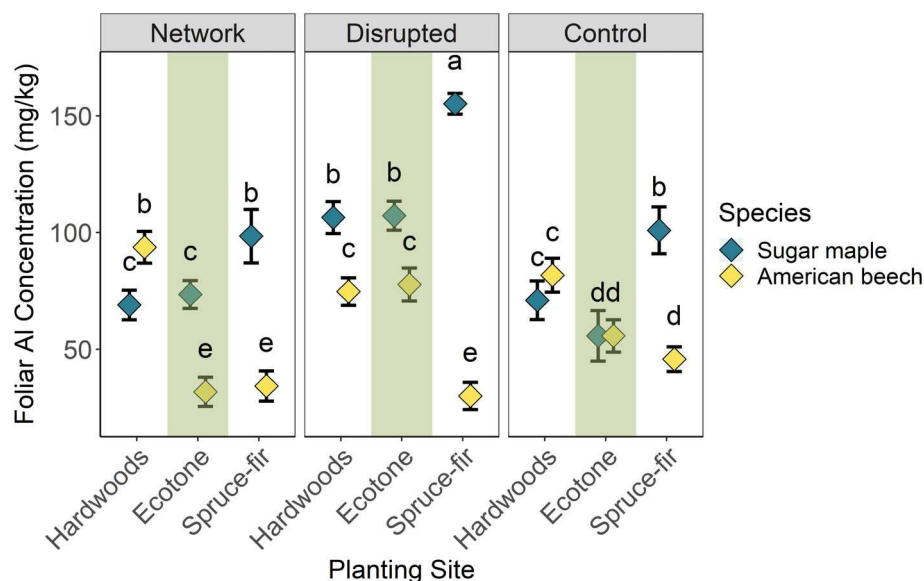 Network Disrupted Control
Foliar Al Concentration (mg/kg)
150
100
50
c b c e b e
b c b c a e
c c dd b d
Hardwoods Ecotone Spruce-fir Hardwoods Ecotone Spruce-fir Hardwoods Ecotone Spruce-fir
Planting Site
Species
Sugar maple
American beech